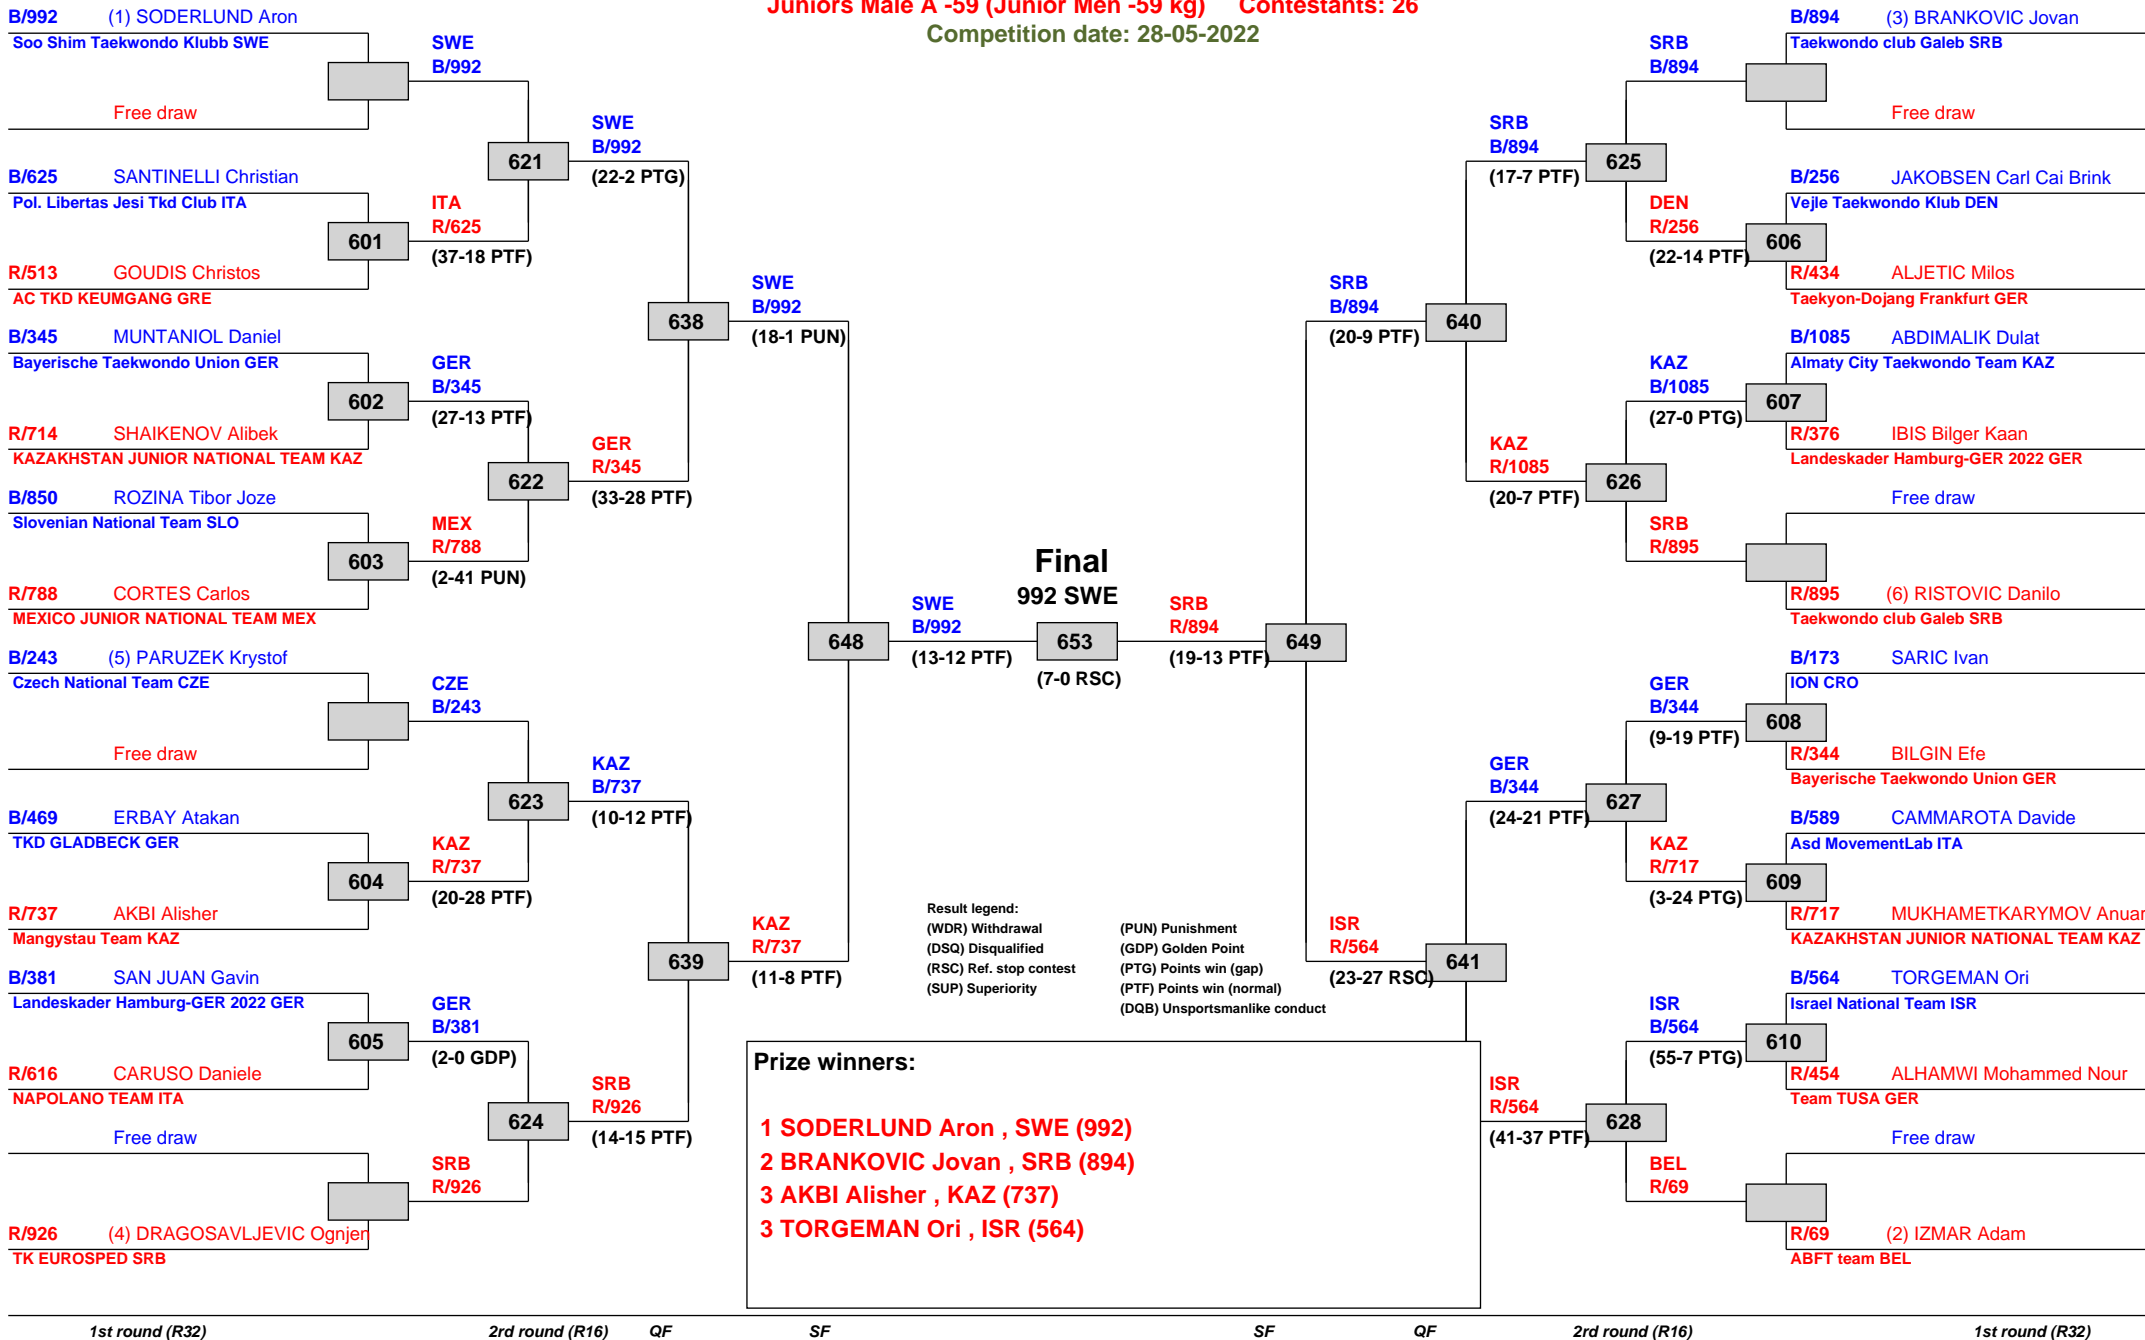 Juniors Male A -59 (Junior Men -59 kg) Contestants: 26
Competition date: 28-05-2022
B/992 (1) SODERLUND Aron
Soo Shim Taekwondo Klubb SWE
Free draw
B/625 SANTINELLI Christian
Pol. Libertas Jesi Tkd Club ITA
601
R/513 GOUDIS Christos
AC TKD KEUMGANG GRE
B/345 MUNTANIOL Daniel
Bayerische Taekwondo Union GER
602
R/714 SHAIKENOV Alibek
KAZAKHSTAN JUNIOR NATIONAL TEAM KAZ
B/850 ROZINA Tibor Joze
Slovenian National Team SLO
603
R/788 CORTES Carlos
MEXICO JUNIOR NATIONAL TEAM MEX
B/243 (5) PARUZEK Krystof
Czech National Team CZE
Free draw
B/469 ERBAY Atakan
TKD GLADBECK GER
604
R/737 AKBI Alisher
Mangystau Team KAZ
B/381 SAN JUAN Gavin
Landeskader Hamburg-GER 2022 GER
605
R/616 CARUSO Daniele
NAPOLANO TEAM ITA
Free draw
R/926 (4) DRAGOSAVLJEVIC Ognjen
TK EUROSPED SRB
SWE
B/992
621
ITA
R/625
(37-18 PTF)
GER
B/345
(27-13 PTF)
622
MEX
R/788
(2-41 PUN)
CZE
B/243
623
KAZ
R/737
(20-28 PTF)
GER
B/381
(2-0 GDP)
624
SRB
R/926
SWE
B/992
(22-2 PTG)
638
GER
R/345
(33-28 PTF)
KAZ
B/737
(10-12 PTF)
639
SRB
R/926
(14-15 PTF)
SWE
B/992
(18-1 PUN)
648
KAZ
R/737
(11-8 PTF)
SWE
B/992
(13-12 PTF)
Final
992 SWE
653
(7-0 RSC)
SRB
R/894
(19-13 PTF)
649
SRB
B/894
(20-9 PTF)
640
ISR
R/564
(23-27 RSC)
641
SRB
B/894
(17-7 PTF)
625
KAZ
R/1085
(20-7 PTF)
626
GER
B/344
(24-21 PTF)
627
ISR
R/564
(41-37 PTF)
628
SRB
B/894
DEN
R/256
(22-14 PTF)
KAZ
B/1085
(27-0 PTG)
SRB
R/895
GER
B/344
(9-19 PTF)
KAZ
R/717
(3-24 PTG)
ISR
B/564
(55-7 PTG)
BEL
R/69
B/894 (3) BRANKOVIC Jovan
Taekwondo club Galeb SRB
Free draw
B/256 JAKOBSEN Carl Cai Brink
Vejle Taekwondo Klub DEN
606
R/434 ALJETIC Milos
Taekyon-Dojang Frankfurt GER
B/1085 ABDIMALIK Dulat
Almaty City Taekwondo Team KAZ
607
R/376 IBIS Bilger Kaan
Landeskader Hamburg-GER 2022 GER
Free draw
R/895 (6) RISTOVIC Danilo
Taekwondo club Galeb SRB
B/173 SARIC Ivan
ION CRO
608
R/344 BILGIN Efe
Bayerische Taekwondo Union GER
B/589 CAMMAROTA Davide
Asd MovementLab ITA
609
R/717 MUKHAMETKARYMOV Anuar
KAZAKHSTAN JUNIOR NATIONAL TEAM KAZ
B/564 TORGEMAN Ori
Israel National Team ISR
610
R/454 ALHAMWI Mohammed Nour
Team TUSA GER
Free draw
R/69 (2) IZMAR Adam
ABFT team BEL
Result legend:
(WDR) Withdrawal (PUN) Punishment
(DSQ) Disqualified (GDP) Golden Point
(RSC) Ref. stop contest (PTG) Points win (gap)
(SUP) Superiority (PTF) Points win (normal)
(DQB) Unsportsmanlike conduct
Prize winners:
1 SODERLUND Aron , SWE (992)
2 BRANKOVIC Jovan , SRB (894)
3 AKBI Alisher , KAZ (737)
3 TORGEMAN Ori , ISR (564)
1st round (R32) 2rd round (R16) QF SF SF QF 2rd round (R16) 1st round (R32)